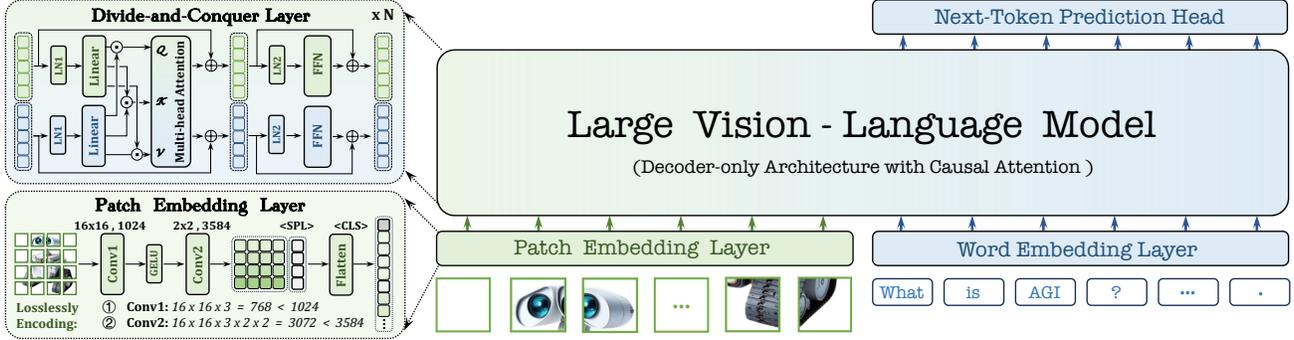 Divide-and-Conquer Layer
x N
LN1
Linear
Q
K
V
Multi-head Attention
LN2
FFN
LN1
Linear
LN2
FFN
Patch Embedding Layer
16x16 , 1024
2x2 , 3584
<SPL>
<CLS>
Conv1
GELU
Conv2
Flatten
Losslessly
Encoding:
① Conv1: 16 x 16 x 3 = 768 < 1024
② Conv2: 16 x 16 x 3 x 2 x 2 = 3072 < 3584
Next-Token Prediction Head
Large Vision - Language Model
(Decoder-only Architecture with Causal Attention )
Patch Embedding Layer
Word Embedding Layer
...
What is AGI ? ... .